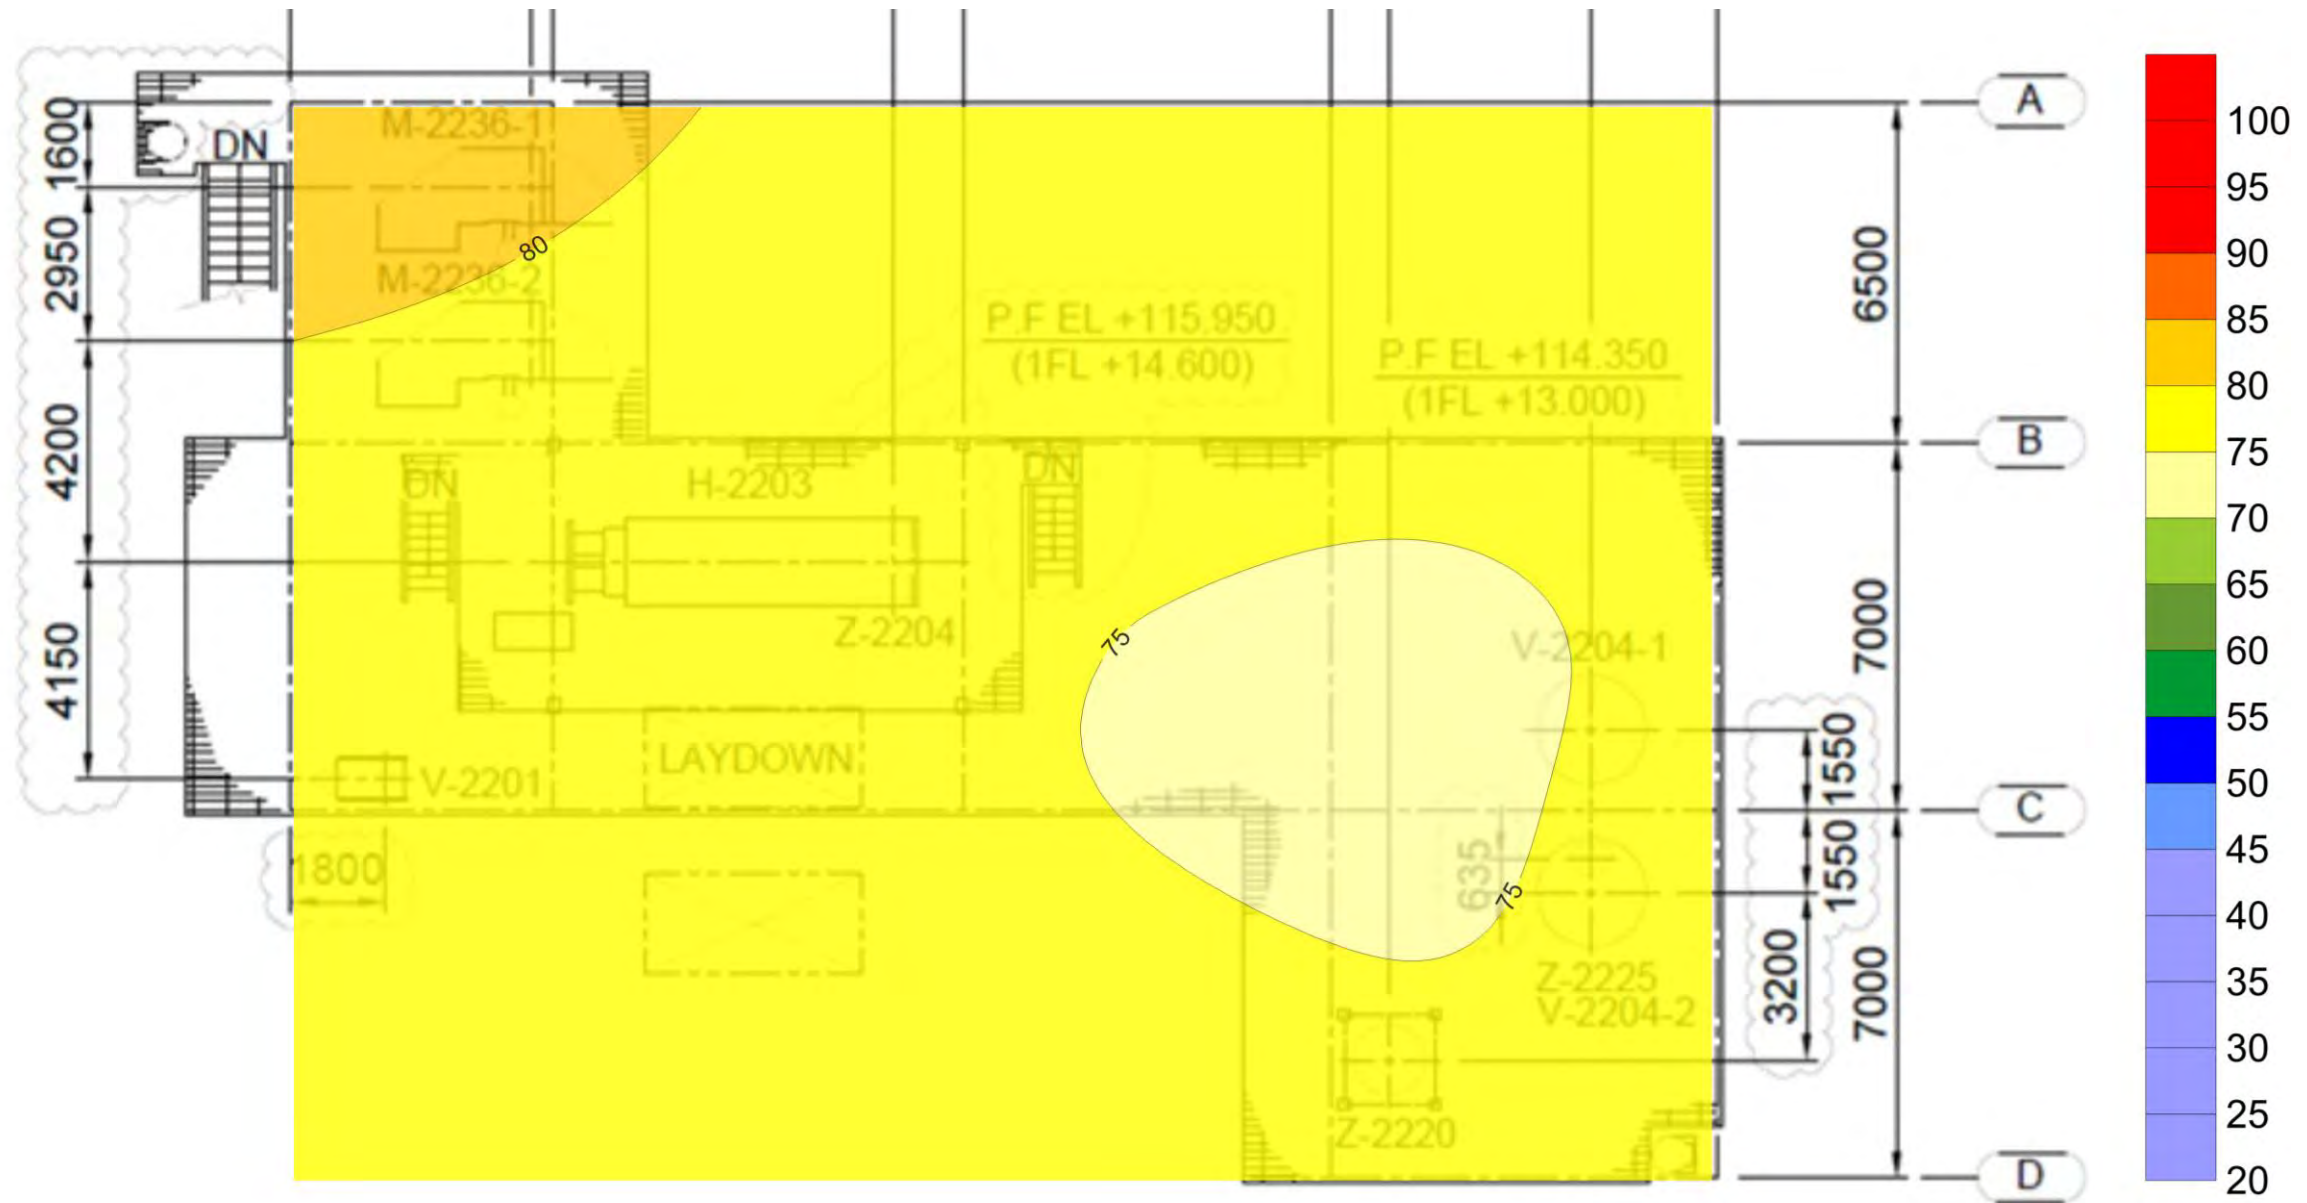 A
100
1600
M-2236-1
DN
95
90
2950
80
6500
M-2236-2
85
P.F EL +115.950
(1FL +14.600)
P.F EL +114.350
(1FL +13.000)
80
B
75
4200
DN
H-2203
DN
70
65
7000
4150
75
Z-2204
V-2204-1
60
55
LAYDOWN
V-2201
1550
50
C
45
1800
635
75
1550
40
3200
7000
Z-2225
V-2204-2
35
30
Z-2220
25
D
20